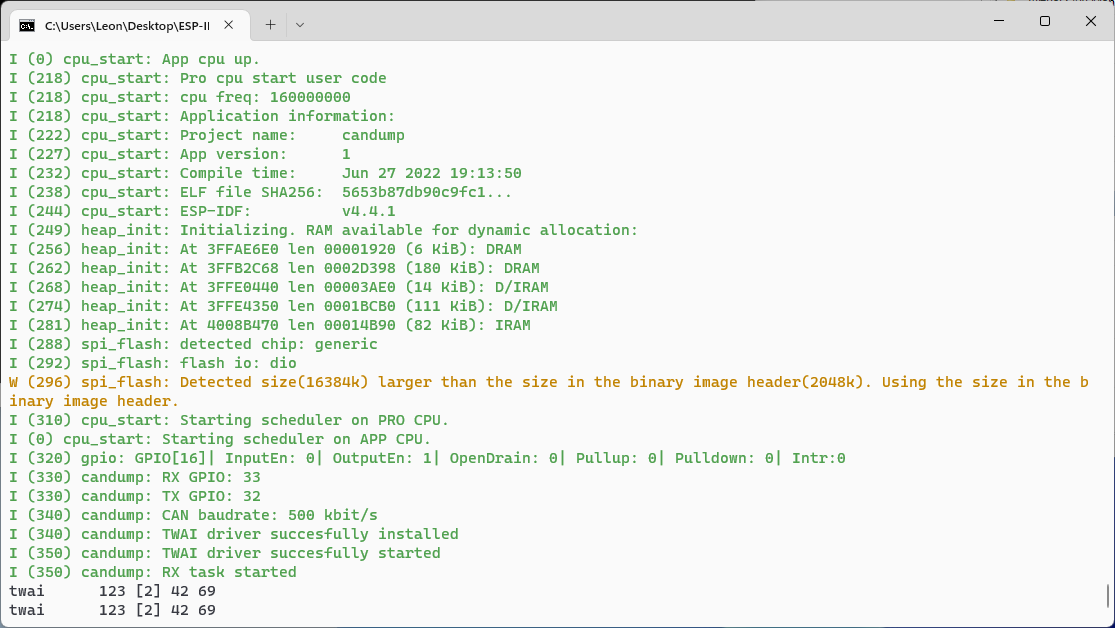 C:\Users\Leon\Desktop\ESP-II
I (0) cpu_start: App cpu up.
I (218) cpu_start: Pro cpu start user code
I (218) cpu_start: cpu freq: 160000000
I (218) cpu_start: Application information:
I (222) cpu_start: Project name:     candump
I (227) cpu_start: App version:      1
I (232) cpu_start: Compile time:     Jun 27 2022 19:13:50
I (238) cpu_start: ELF file SHA256:  5653b87db90c9fc1...
I (244) cpu_start: ESP-IDF:          v4.4.1
I (249) heap_init: Initializing. RAM available for dynamic allocation:
I (256) heap_init: At 3FFAE6E0 len 00001920 (6 KiB): DRAM
I (262) heap_init: At 3FFB2C68 len 0002D398 (180 KiB): DRAM
I (268) heap_init: At 3FFE0440 len 00003AE0 (14 KiB): D/IRAM
I (274) heap_init: At 3FFE4350 len 0001BCB0 (111 KiB): D/IRAM
I (281) heap_init: At 4008B470 len 00014B90 (82 KiB): IRAM
I (288) spi_flash: detected chip: generic
I (292) spi_flash: flash io: dio
W (296) spi_flash: Detected size(16384k) larger than the size in the binary image header(2048k). Using the size in the b
inary image header.
I (310) cpu_start: Starting scheduler on PRO CPU.
I (0) cpu_start: Starting scheduler on APP CPU.
I (320) gpio: GPIO[16]| InputEn: 0| OutputEn: 1| OpenDrain: 0| Pullup: 0| Pulldown: 0| Intr:0
I (330) candump: RX GPIO: 33
I (330) candump: TX GPIO: 32
I (340) candump: CAN baudrate: 500 kbit/s
I (340) candump: TWAI driver succesfully installed
I (350) candump: TWAI driver succesfully started
I (350) candump: RX task started
twai      123 [2] 42 69
twai      123 [2] 42 69